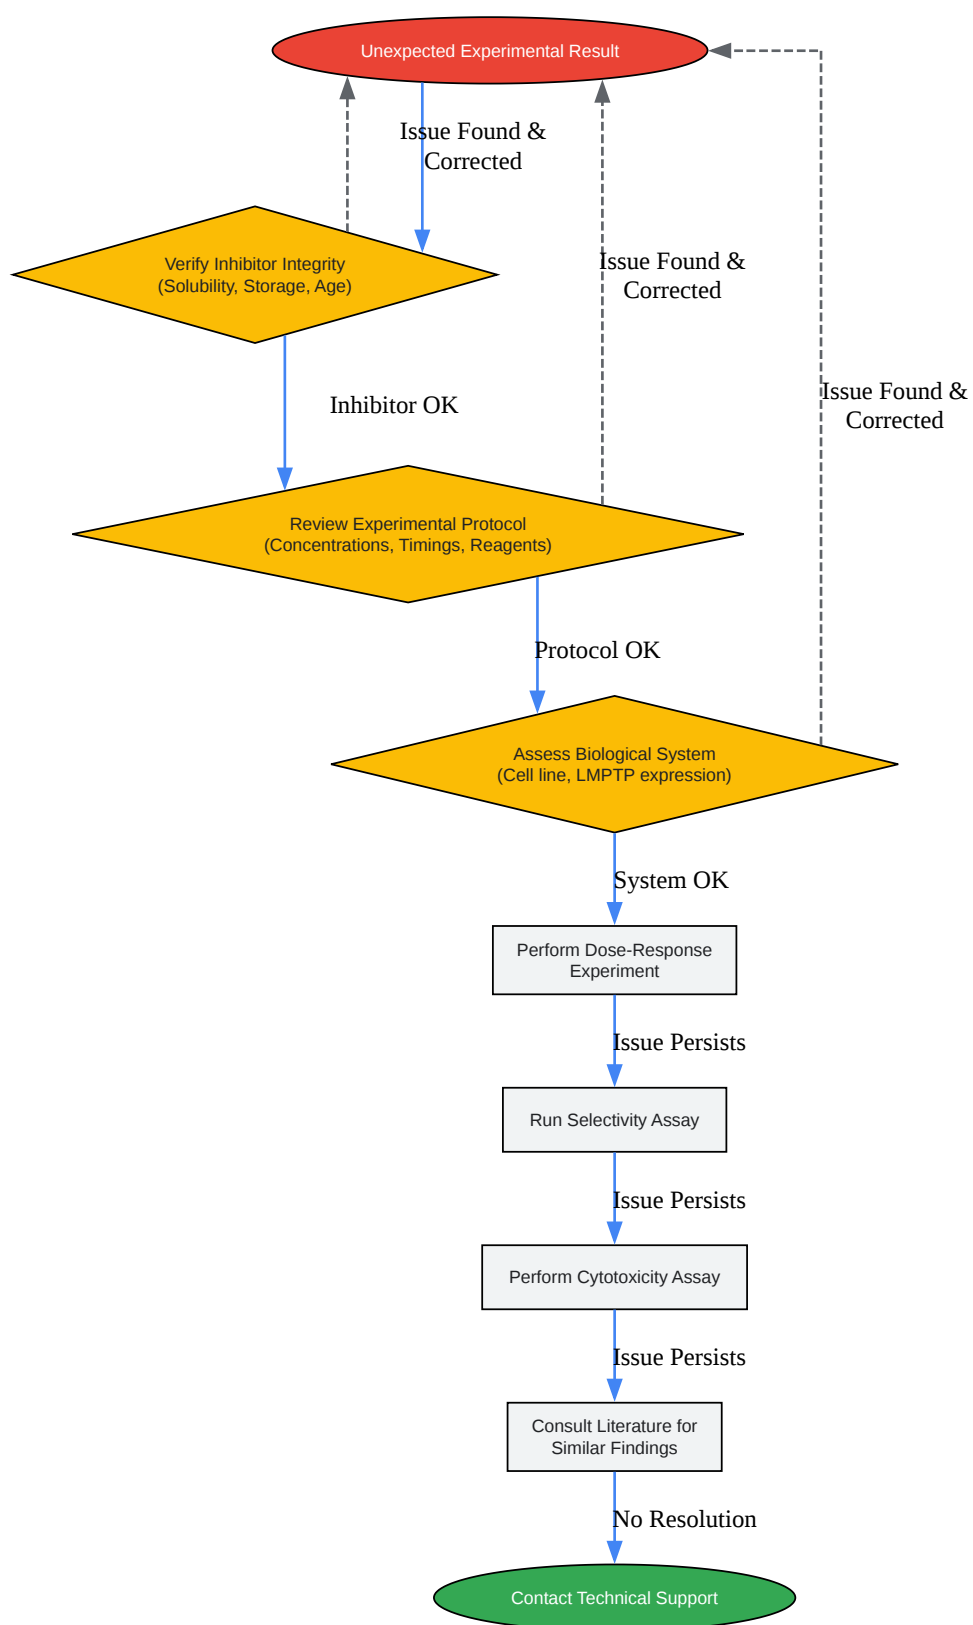 Unexpected Experimental Result
Issue Found &
Corrected
Verify Inhibitor Integrity
(Solubility, Storage, Age)
Issue Found &
Corrected
Inhibitor OK
Issue Found &
Corrected
Review Experimental Protocol
(Concentrations, Timings, Reagents)
Protocol OK
Assess Biological System
(Cell line, LMPTP expression)
System OK
Perform Dose-Response
Experiment
Issue Persists
Run Selectivity Assay
Issue Persists
Perform Cytotoxicity Assay
Issue Persists
Consult Literature for
Similar Findings
No Resolution
Contact Technical Support